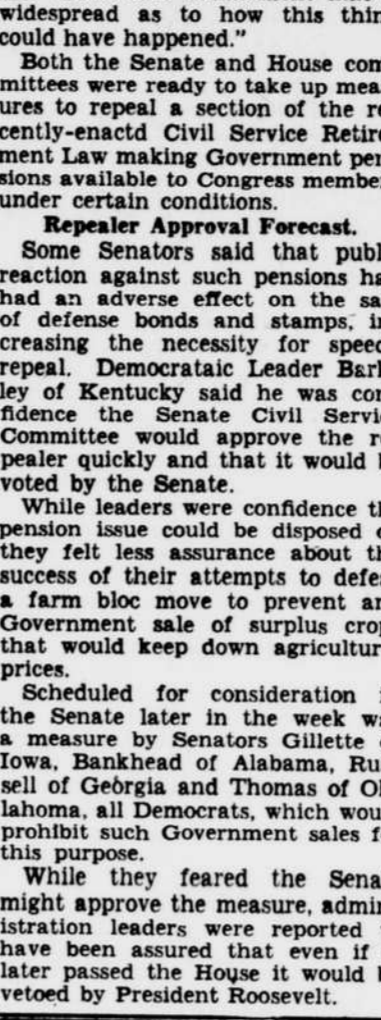 widespread as to how this thin
could have happened."
Both the Senate and House com
mittees were ready to take up mea
ures to repeal a section of the re
cently-enactd Civil Service Retire
ment Law making Government pen
sions available to Congress member
under certain conditions.
Repealer Approval Forecast.
Some Senators said that publ
reaction against such pensions ha
had an adverse effect on the sa
of defense bonds and stamps, in
creasing the necessity for speed
repeal. Democrataic Leader Bark
ley of Kentucky said he was con
fidence the Senate Civil Servic
Committee would approve the re
pealer quickly and that it would b
voted by the Senate.
While leaders were confidence th
pension issue could be disposed o
they felt less assurance about th
success of their attempts to defea
a farm bloc move to prevent an
Government sale of surplus crop
that would keep down agricultur
prices.
Scheduled for consideration i
the Senate later in the week wa
a measure by Senators Gillette o
Iowa, Bankhead of Alabama, Rus
sell of Georgia and Thomas of Ok
lahoma, all Democrats, which woul
prohibit such Government sales fo
this purpose.
While they feared the Sena
might approve the measure, admin
istration leaders were reported
have been assured that even if
later passed the House it would b
vetoed by President Roosevelt.